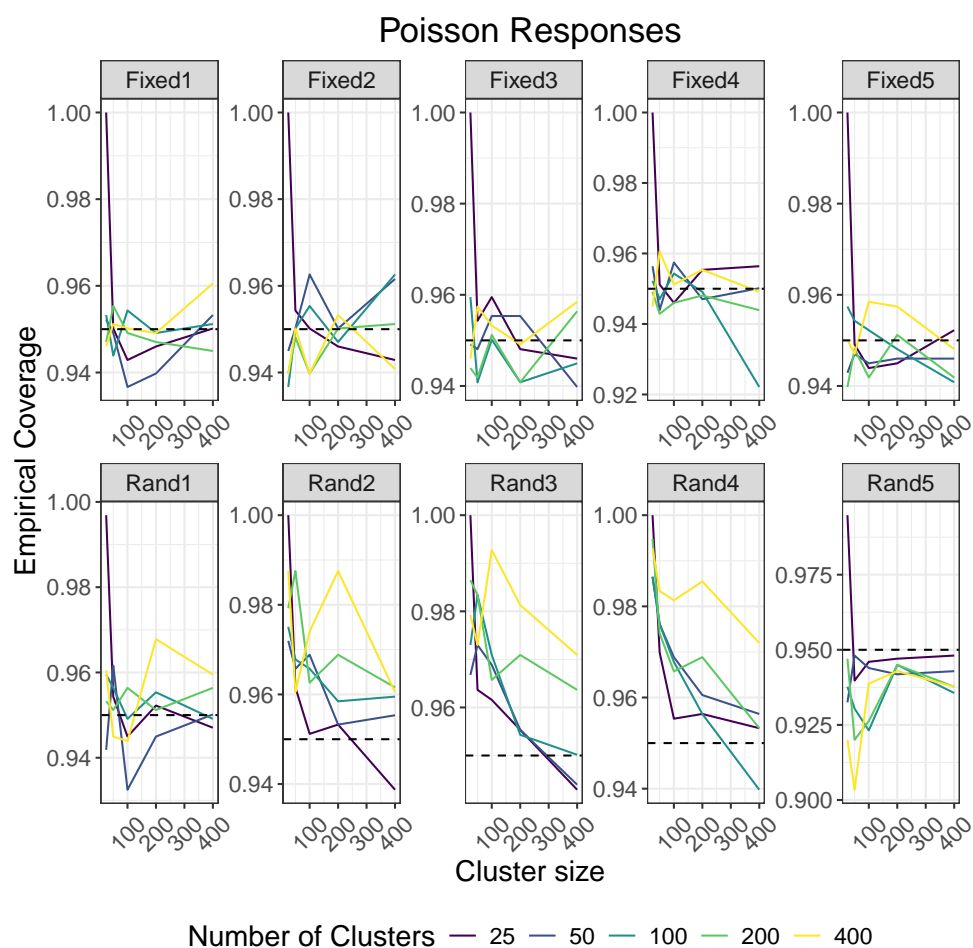 Poisson Responses
Fixed1 Fixed2 Fixed3 Fixed4 Fixed5
1.00 1.00 1.00 1.00 1.00
0.98 0.98 0.98 0.98 0.98
0.96 0.96 0.96 0.96 0.96
0.94 0.94 0.94 0.94 0.94
0.92
100 200 300 400 100 200 300 400 100 200 300 400 100 200 300 400 100 200 300 400
Empirical Coverage
Rand1 Rand2 Rand3 Rand4 Rand5
1.00 1.00 1.00 1.00 0.975
0.98 0.98 0.98 0.98 0.950
0.96 0.96 0.96 0.96 0.925
0.94 0.94 0.94 0.900
100 200 300 400 100 200 300 400 100 200 300 400 100 200 300 400 100 200 300 400
Cluster size
Number of Clusters 25 50 100 200 400